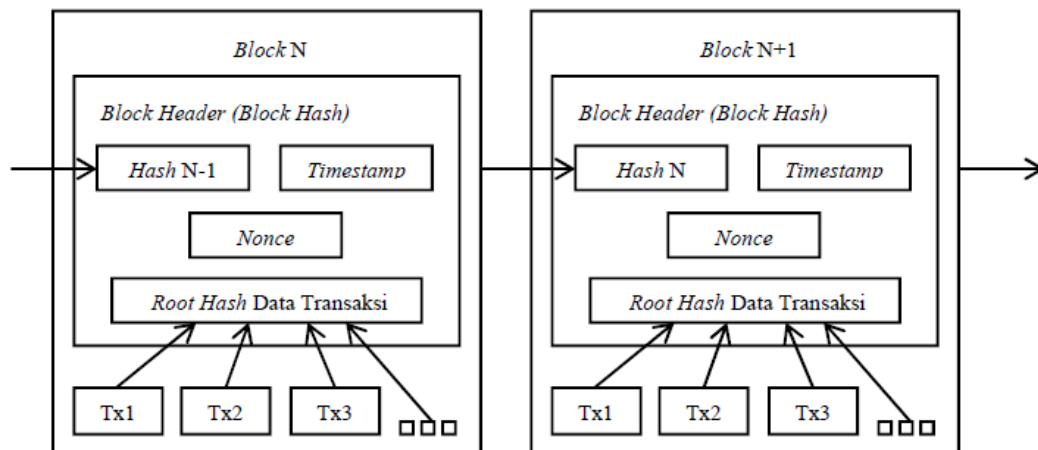 Block N
Block Header (Block Hash)
Hash N-1
Timestamp
Nonce
Root Hash Data Transaksi
Tx1
Tx2
Tx3
Block N+1
Block Header (Block Hash)
Hash N
Timestamp
Nonce
Root Hash Data Transaksi
Tx1
Tx2
Tx3